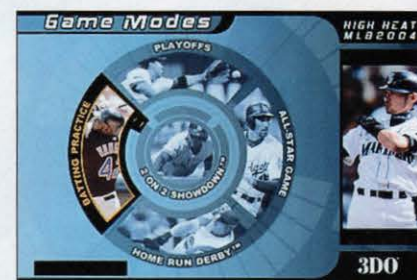 Game Modes
HIGH HEAT
MLB2004
PLAYOFFS
BATTING PRACTICE
ALL-STAR GAME
2 ON 2 SHOWDOWN™
HOME RUN DERBY™
3DO